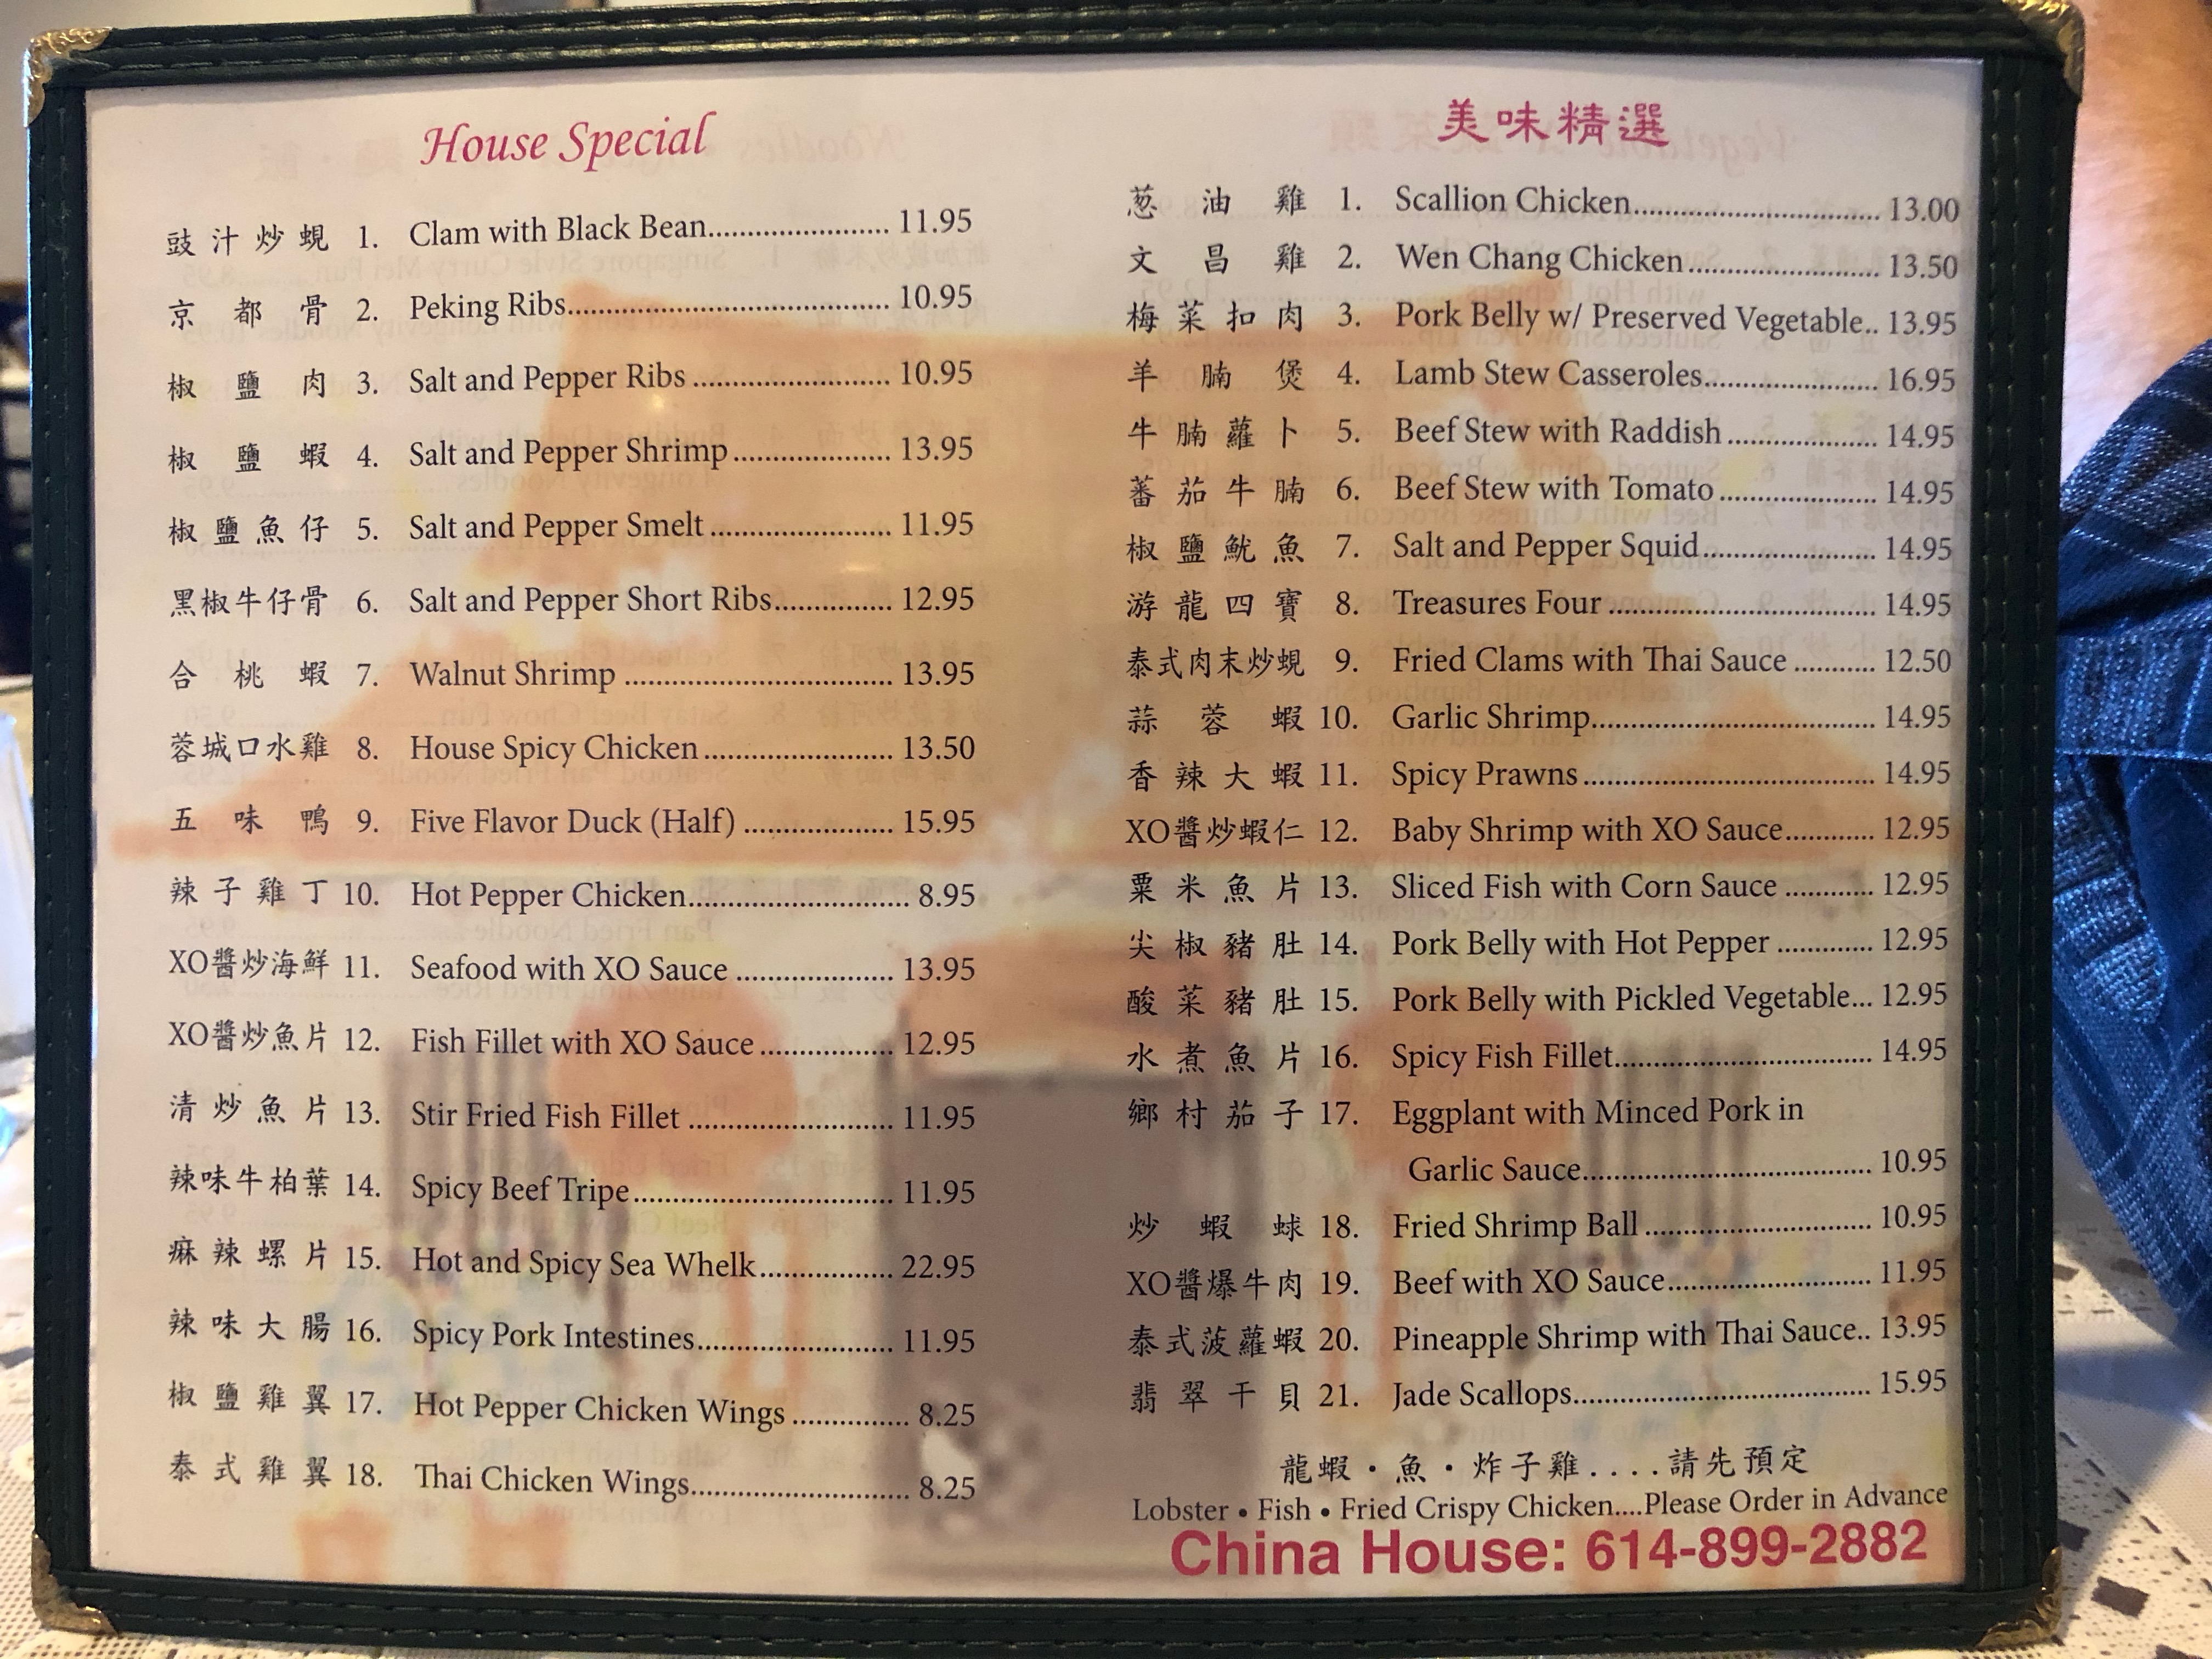 House Special
豉汁炒蜆 1. Clam with Black Bean........................ 11.95
京都骨 2. Peking Ribs.......................................... 10.95
椒鹽肉 3. Salt and Pepper Ribs .......................... 10.95
椒鹽蝦 4. Salt and Pepper Shrimp..................... 13.95
椒鹽魚仔 5. Salt and Pepper Smelt ........................ 11.95
黑椒牛仔骨 6. Salt and Pepper Short Ribs................ 12.95
合桃蝦 7. Walnut Shrimp ................................... 13.95
蓉城口水雞 8. House Spicy Chicken......................... 13.50
五味鴨 9. Five Flavor Duck (Half) .................... 15.95
辣子雞丁 10. Hot Pepper Chicken............................. 8.95
XO醬炒海鮮 11. Seafood with XO Sauce ..................... 13.95
XO醬炒魚片 12. Fish Fillet with XO Sauce ................. 12.95
清炒魚片 13. Stir Fried Fish Fillet ........................... 11.95
辣味牛柏葉 14. Spicy Beef Tripe.................................. 11.95
痳辣螺片 15. Hot and Spicy Sea Whelk.................. 22.95
辣味大腸 16. Spicy Pork Intestines.......................... 11.95
椒鹽雞翼 17. Hot Pepper Chicken Wings ............... 8.25
泰式雞翼 18. Thai Chicken Wings............................. 8.25
美味精選
葱油雞 1. Scallion Chicken................................ 13.00
文昌雞 2. Wen Chang Chicken......................... 13.50
梅菜扣肉 3. Pork Belly w/ Preserved Vegetable.. 13.95
羊腩煲 4. Lamb Stew Casseroles....................... 16.95
牛腩蘿卜 5. Beef Stew with Raddish ................... 14.95
蕃茄牛腩 6. Beef Stew with Tomato .................... 14.95
椒鹽魷魚 7. Salt and Pepper Squid....................... 14.95
游龍四寶 8. Treasures Four ................................... 14.95
泰式肉末炒蜆 9. Fried Clams with Thai Sauce ........... 12.50
蒜蓉蝦 10. Garlic Shrimp..................................... 14.95
香辣大蝦 11. Spicy Prawns...................................... 14.95
XO醬炒蝦仁 12. Baby Shrimp with XO Sauce............ 12.95
粟米魚片 13. Sliced Fish with Corn Sauce ............ 12.95
尖椒豬肚 14. Pork Belly with Hot Pepper ............. 12.95
酸菜豬肚 15. Pork Belly with Pickled Vegetable... 12.95
水煮魚片 16. Spicy Fish Fillet.................................. 14.95
鄉村茄子 17. Eggplant with Minced Pork in
Garlic Sauce..................................... 10.95
炒蝦球 18. Fried Shrimp Ball ............................. 10.95
XO醬爆牛肉 19. Beef with XO Sauce.......................... 11.95
泰式菠蘿蝦 20. Pineapple Shrimp with Thai Sauce.. 13.95
翡翠干貝 21. Jade Scallops...................................... 15.95
龍蝦・魚・炸子雞....請先預定
Lobster • Fish • Fried Crispy Chicken....Please Order in Advance
China House: 614-899-2882